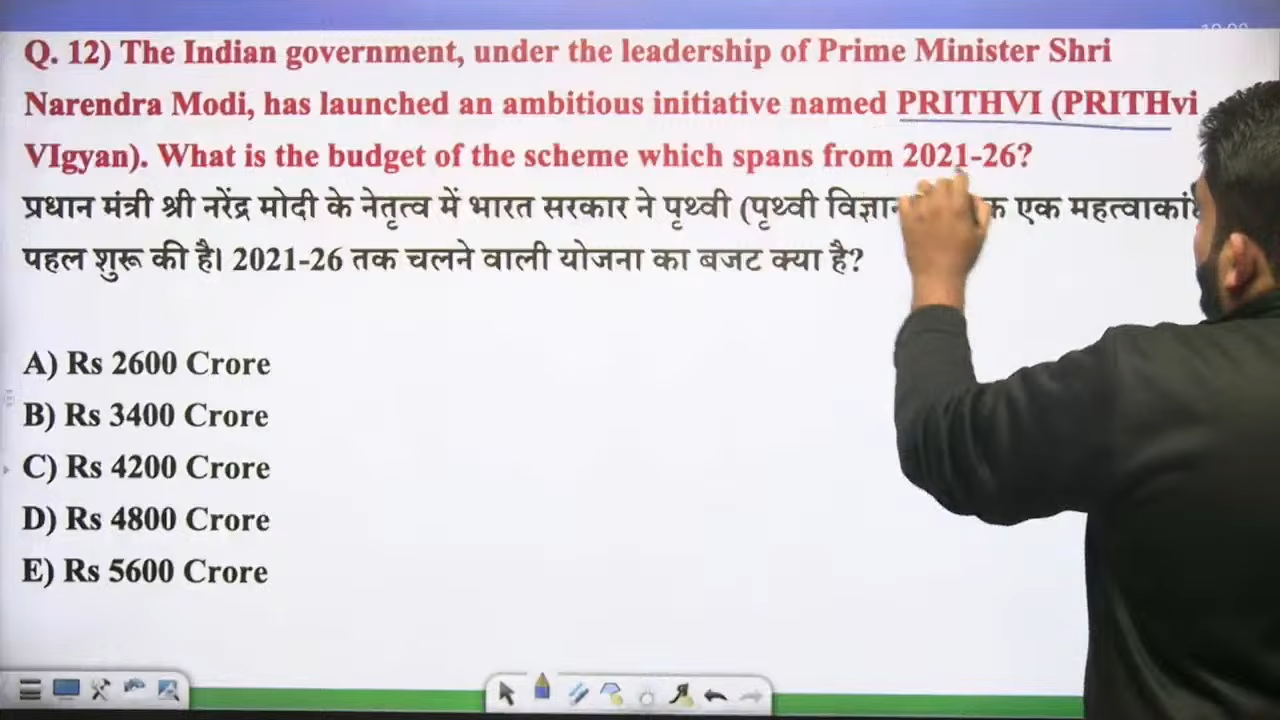 Q. 12) The Indian government, under the leadership of Prime Minister Shri
Narendra Modi, has launched an ambitious initiative named PRITHVI (PRITHvi
VIgyan). What is the budget of the scheme which spans from 2021-26?
प्रधान मंत्री श्री नरेंद्र मोदी के नेतृत्व में भारत सरकार ने पृथ्वी (पृथ्वी एक
पहल शुरू की है। 2021-26 तक चलने वाली योजना का बजट क्या है?
A) Rs 2600 Crore
B) Rs 3400 Crore
C) Rs 4200 Crore
D) Rs 4800 Crore
E) Rs 5600 Crore